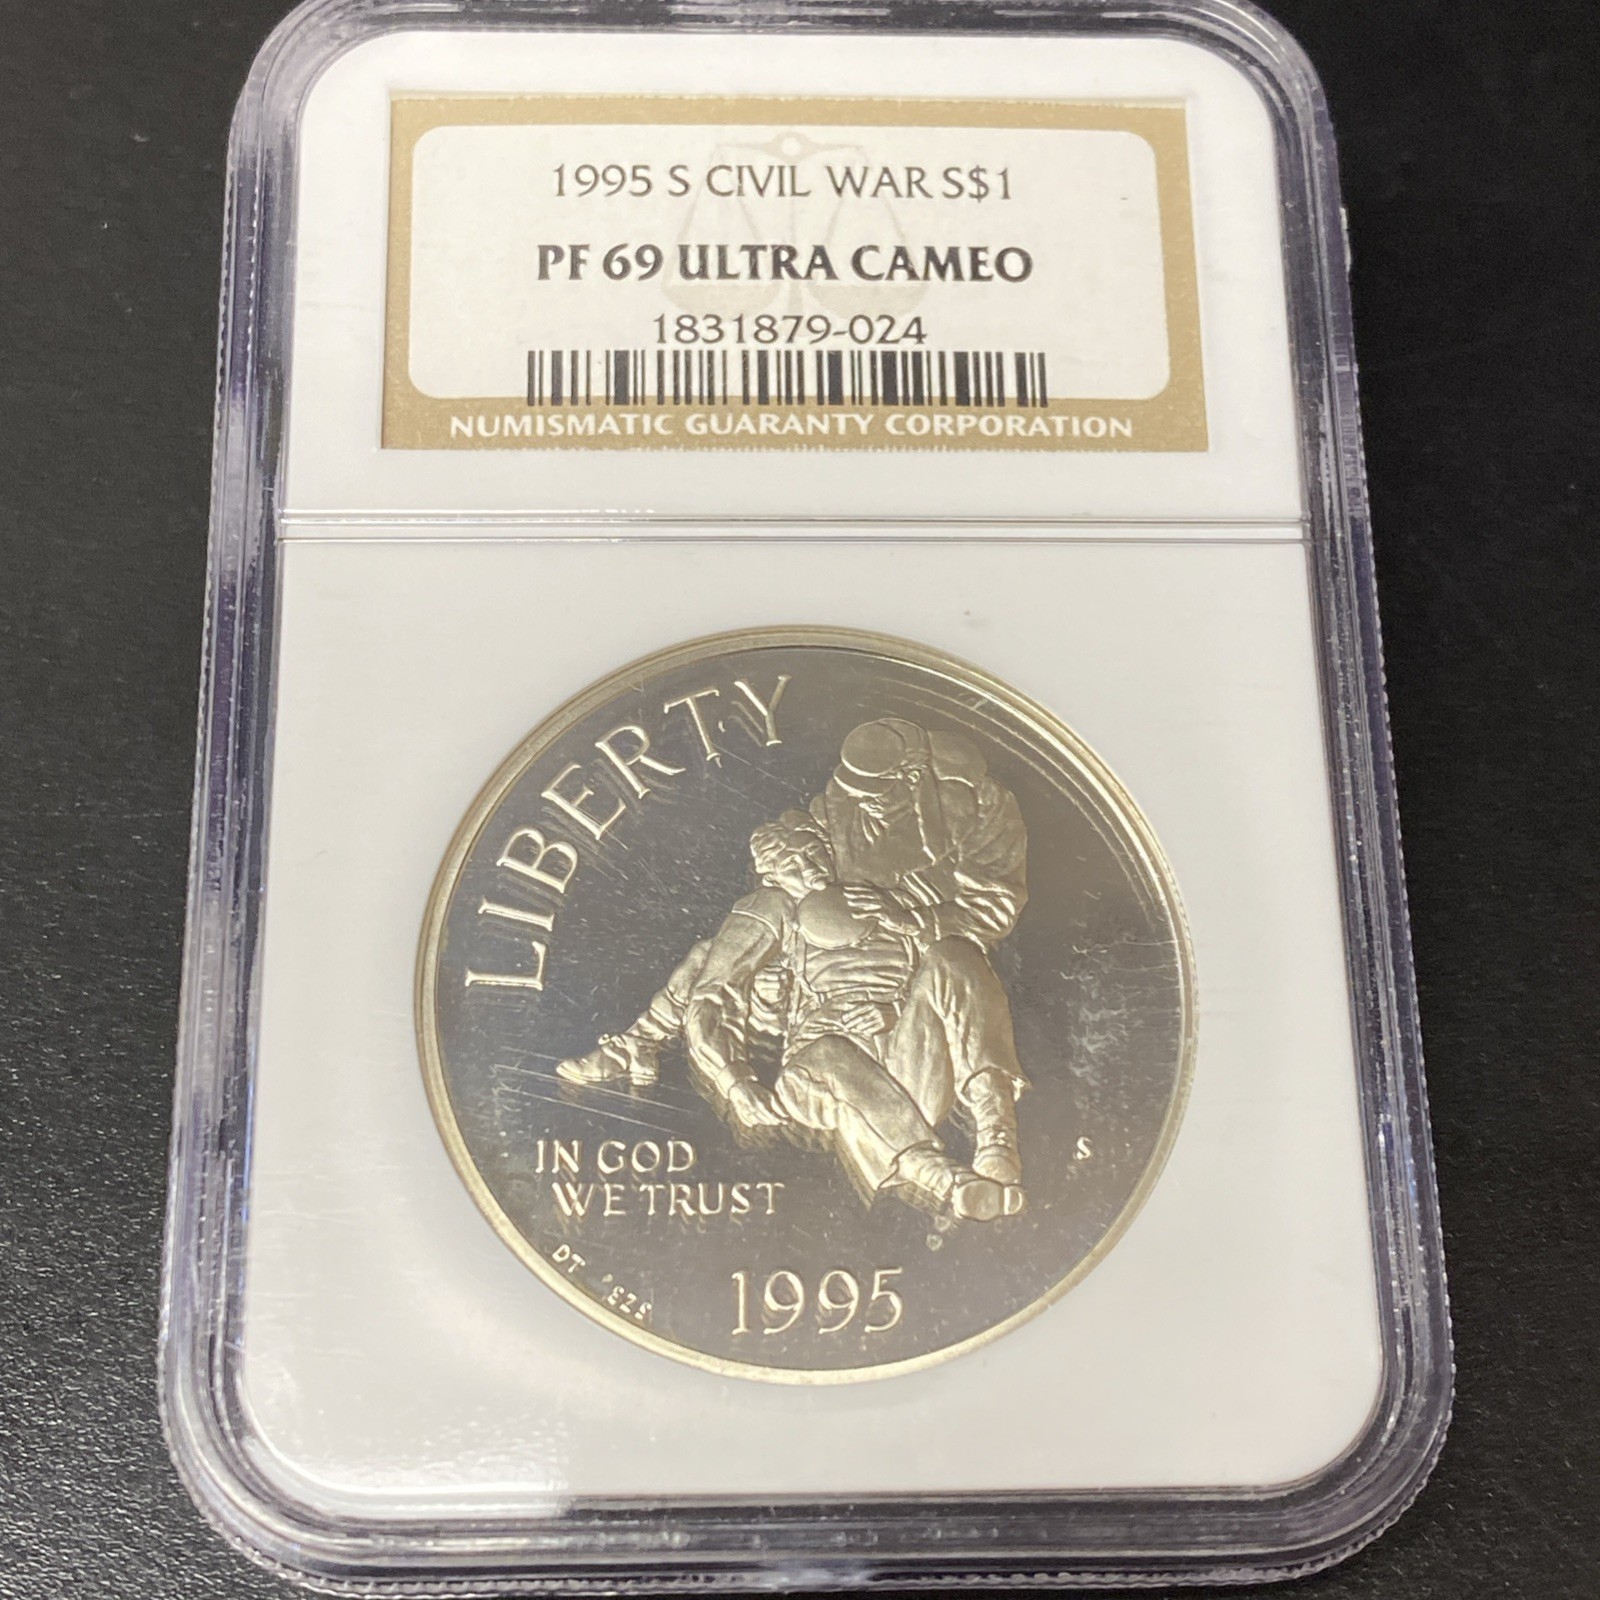 1995 S CIVIL WAR S$1
PF 69 ULTRA CAMEO
1831879-024
NUMISMATIC GUARANTY CORPORATION
LIBERTY
IN GOD
WE TRUST
S
D
1995